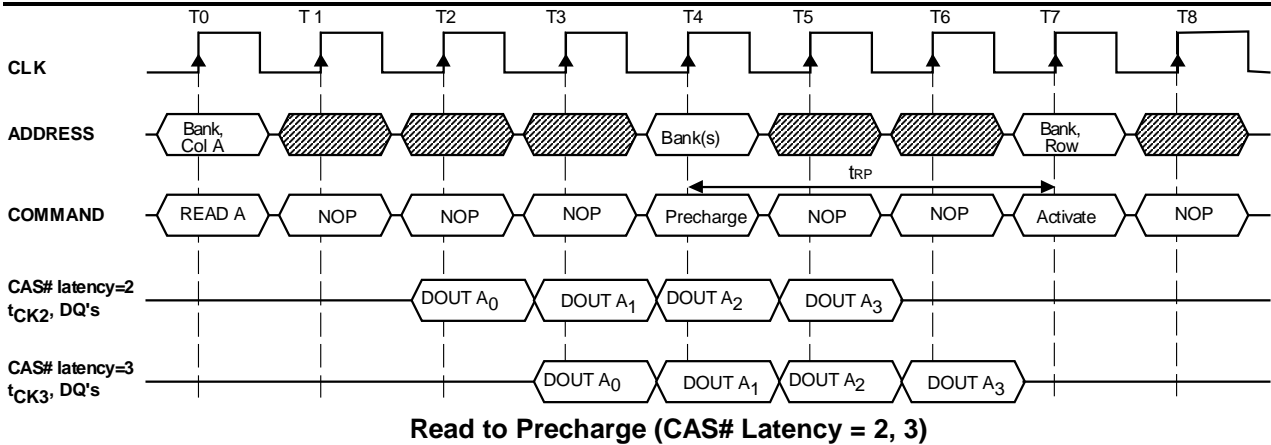 T0 T 1 T2 T3 T4 T5 T6 T7 T8
CLK
ADDRESS Bank, Col A Bank(s) Bank, Row
tRP
COMMAND READ A NOP NOP NOP Precharge NOP NOP Activate NOP
CAS# latency=2
tCK2, DQ's DOUT A0 DOUT A1 DOUT A2 DOUT A3
CAS# latency=3
tCK3, DQ's DOUT A0 DOUT A1 DOUT A2 DOUT A3
Read to Precharge (CAS# Latency = 2, 3)